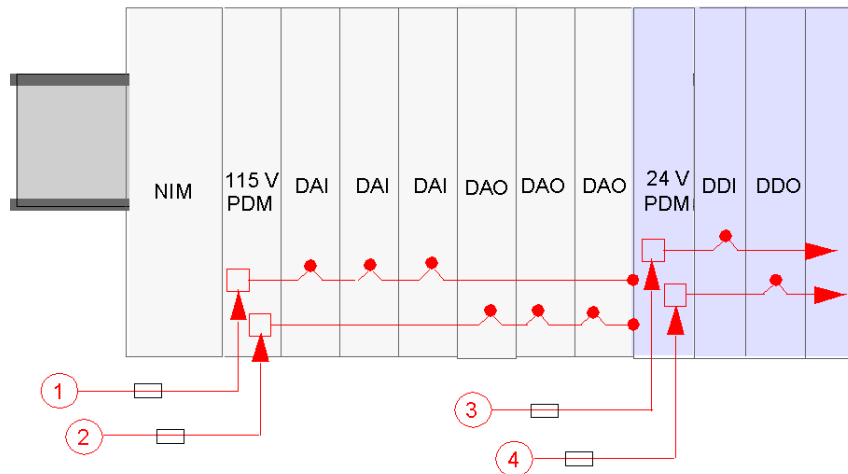 NIM
115 V
PDM
DAI
DAI
DAI
DAO
DAO
DAO
24 V
PDM
DDI
DDO
1
2
3
4